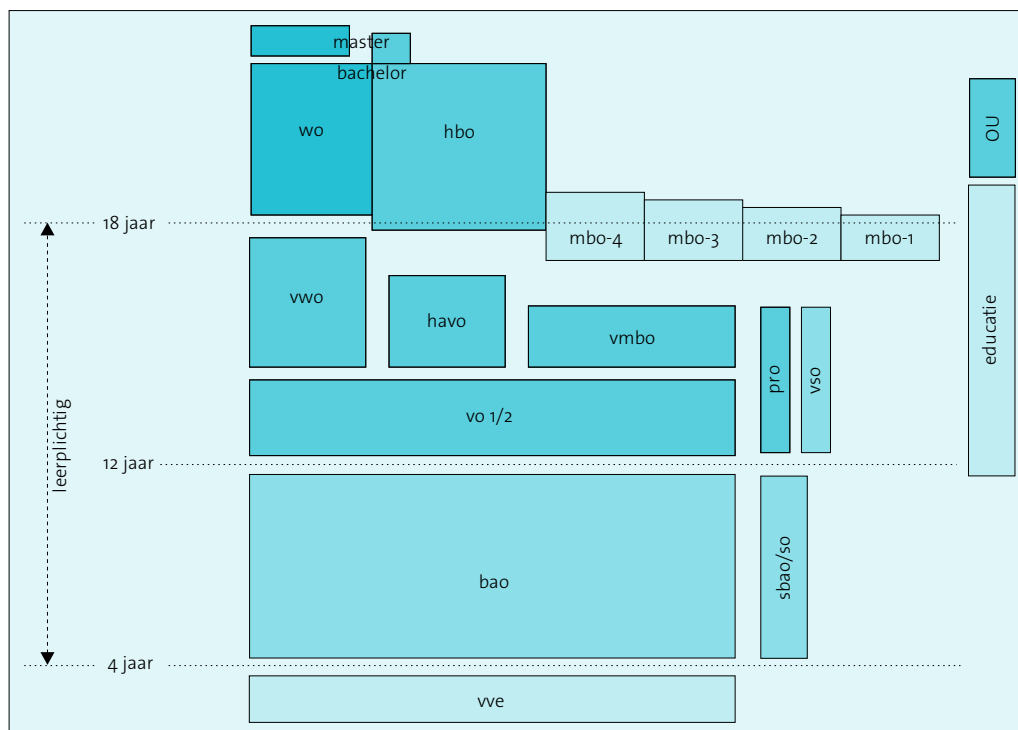 master
bachelor
wo
hbo
OU
18 jaar
mbo-4
mbo-3
mbo-2
mbo-1
vwo
havo
vmbo
pro
vso
educatie
leerplichtig
vo 1/2
12 jaar
bao
sbao/so
4 jaar
vve